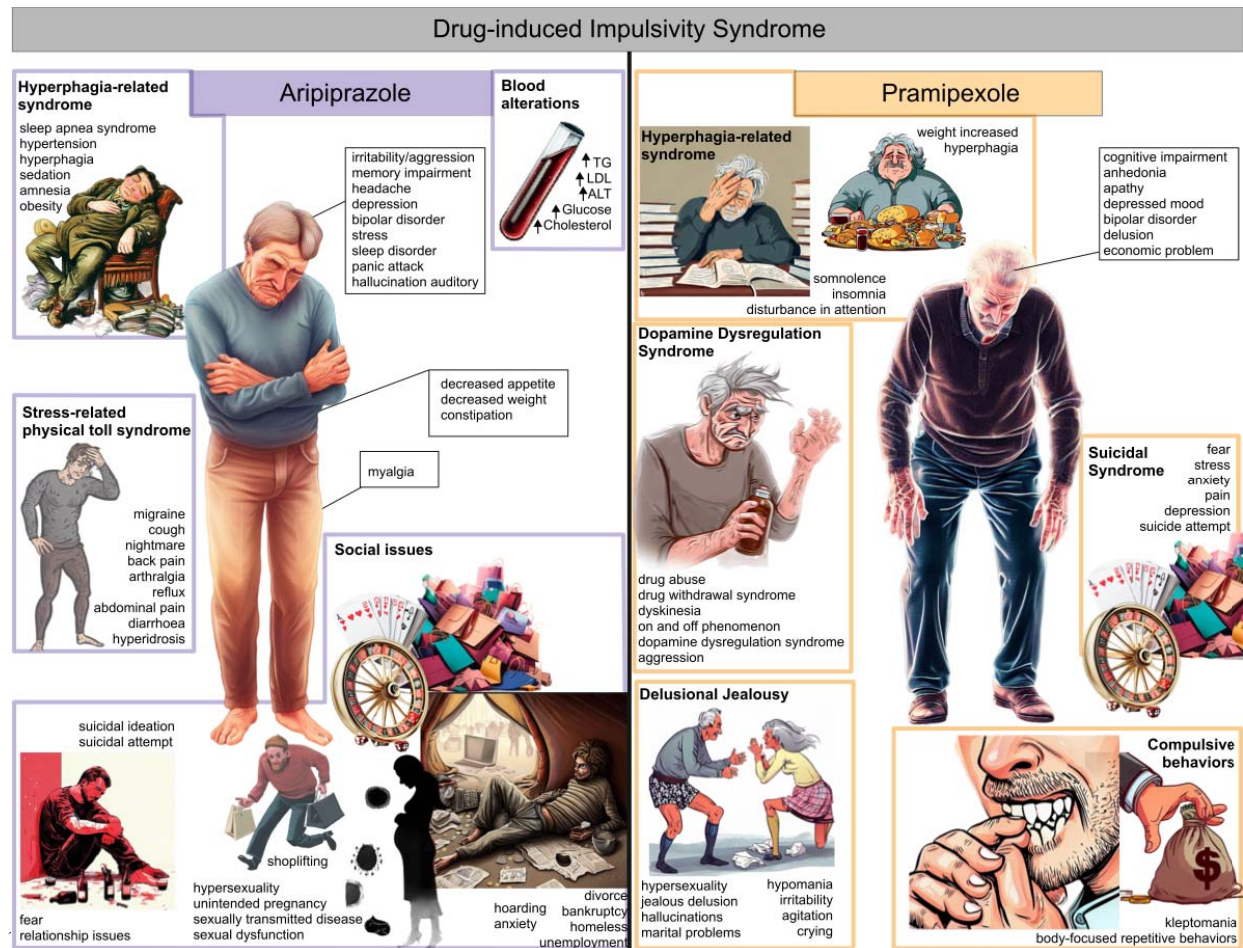 Drug-induced Impulsivity Syndrome
Aripiprazole
Hyperphagia-related
syndrome
sleep apnea syndrome
hypertension
hyperphagia
sedation
amnesia
obesity
irritability/aggression
memory impairment
headache
depression
bipolar disorder
stress
sleep disorder
panic attack
hallucination auditory
Blood
alterations
↑TG
↑LDL
↑ALT
↑Glucose
↑Cholesterol
decreased appetite
decreased weight
constipation
myalgia
Stress-related
physical toll syndrome
migraine
cough
nightmare
back pain
arthralgia
reflux
abdominal pain
diarrhoea
hyperidrosis
Social issues
suicidal ideation
suicidal attempt
fear
relationship issues
shoplifting
hypersexuality
unintended pregnancy
sexually transmitted disease
sexual dysfunction
hoarding
anxiety
divorce
bankruptcy
homeless
unemployment
Pramipexole
Hyperphagia-related
syndrome
weight increased
hyperphagia
somnolence
insomnia
disturbance in attention
cognitive impairment
anhedonia
apathy
depressed mood
bipolar disorder
delusion
economic problem
Dopamine Dysregulation
Syndrome
drug abuse
drug withdrawal syndrome
dyskinesia
on and off phenomenon
dopamine dysregulation syndrome
aggression
Suicidal
Syndrome
fear
stress
anxiety
pain
depression
suicide attempt
Delusional Jealousy
hypersexuality
jealous delusion
hallucinations
marital problems
hypomania
irritability
agitation
crying
Compulsive
behaviors
$
kleptomania
body-focused repetitive behaviors